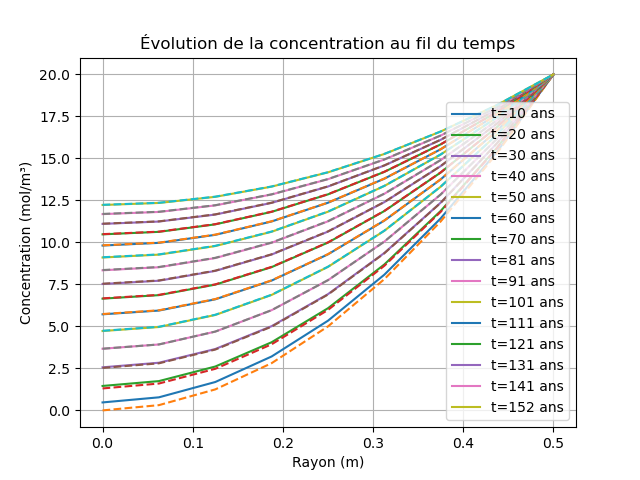 Évolution de la concentration au fil du temps
Concentration (mol/m³)
20.0
17.5
15.0
12.5
10.0
7.5
5.0
2.5
0.0
t=10 ans
t=20 ans
t=30 ans
t=40 ans
t=50 ans
t=60 ans
t=70 ans
t=81 ans
t=91 ans
t=101 ans
t=111 ans
t=121 ans
t=131 ans
t=141 ans
t=152 ans
0.0 0.1 0.2 0.3 0.4 0.5
Rayon (m)